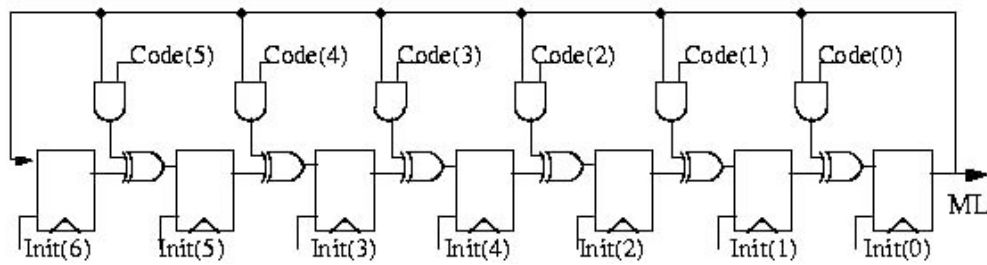 Code(5) Code(4) Code(3) Code(2) Code(1) Code(0)
ML
Init(6) Init(5) Init(3) Init(4) Init(2) Init(1) Init(0)